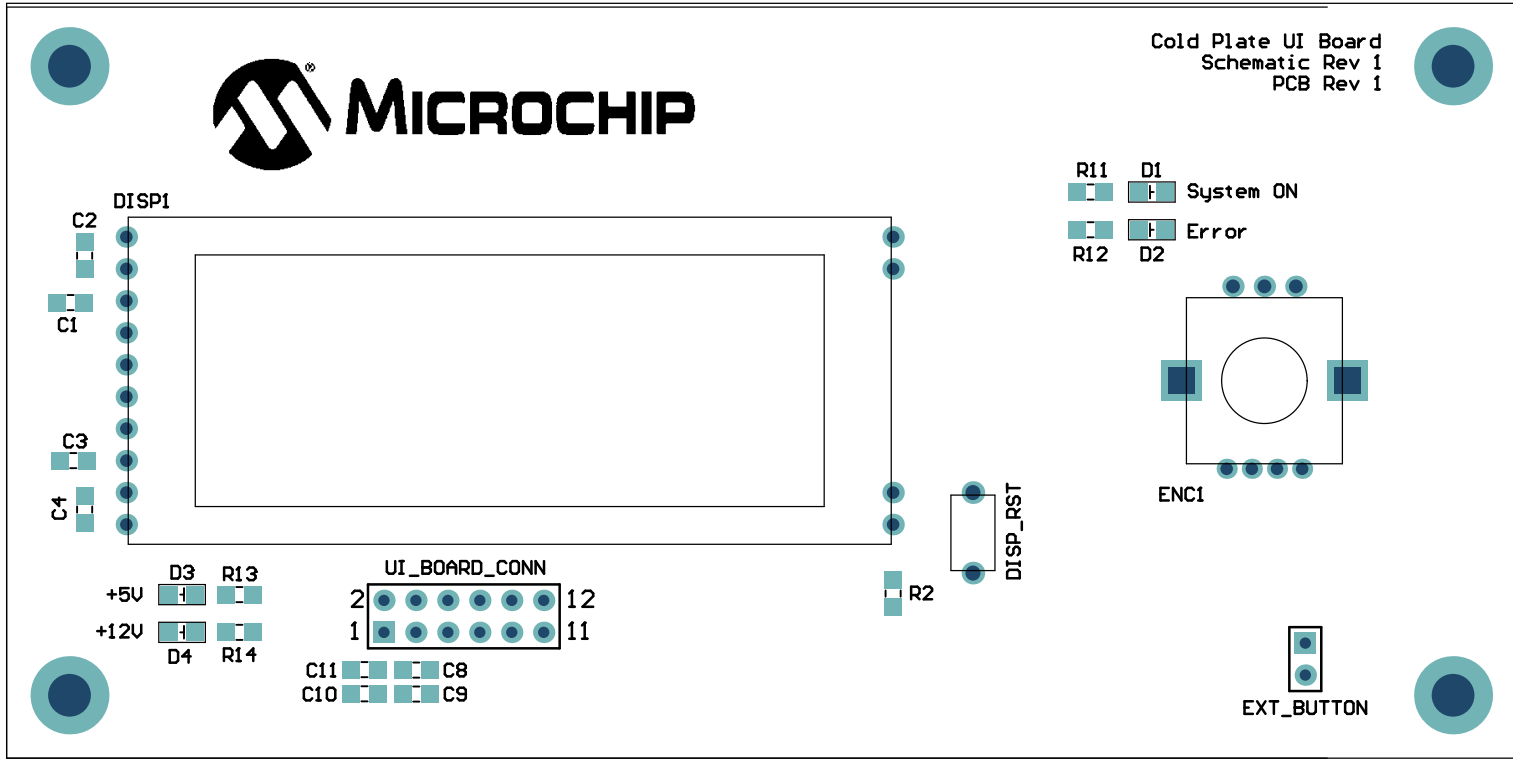 Cold Plate UI Board
Schematic Rev 1
PCB Rev 1
MICROCHIP
®
R11 D1
System ON
DISP1
C2
Error
R12 D2
C1
C3
ENC1
C4
DISP_RST
UI_BOARD_CONN
D3 R13
+5V
2 12
R2
+12V
1 11
D4 R14
C11 C8
C10 C9
EXT_BUTTON